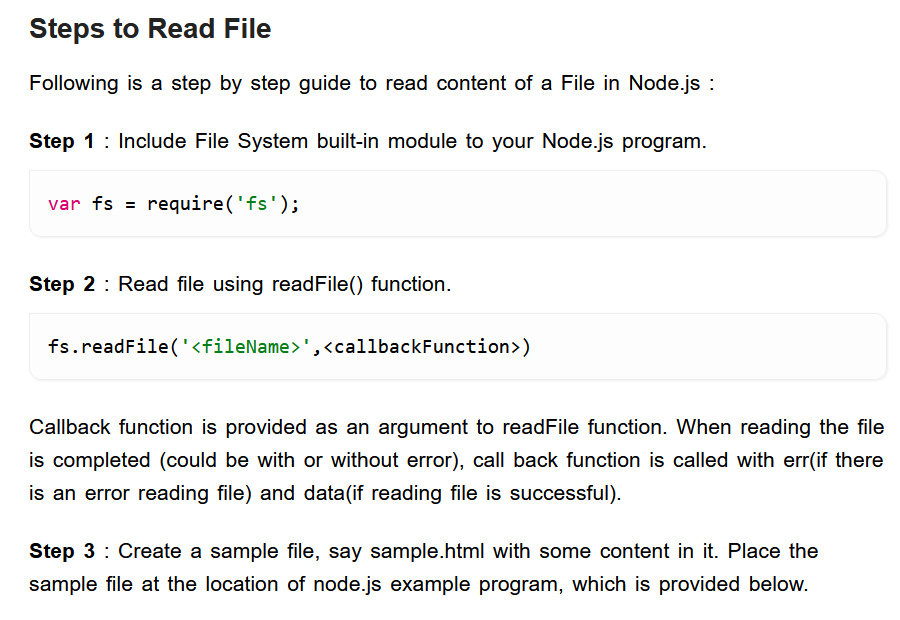 Steps to Read File
Following is a step by step guide to read content of a File in Node.js :
Step 1 : Include File System built-in module to your Node.js program.
var fs = require('fs');
Step 2 : Read file using readFile() function.
fs.readFile('<fileName>',<callbackFunction>)
Callback function is provided as an argument to readFile function. When reading the file
is completed (could be with or without error), call back function is called with err(if there
is an error reading file) and data(if reading file is successful).
Step 3 : Create a sample file, say sample.html with some content in it. Place the
sample file at the location of node.js example program, which is provided below.